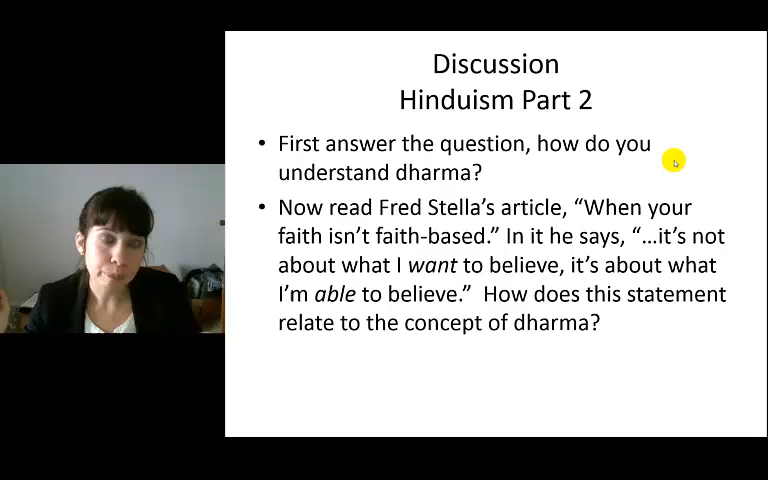 Discussion
Hinduism Part 2
• First answer the question, how do you
understand dharma?
• Now read Fred Stella’s article, “When your
faith isn’t faith-based.” In it he says, “…it’s not
about what I want to believe, it’s about what
I’m able to believe.”  How does this statement
relate to the concept of dharma?